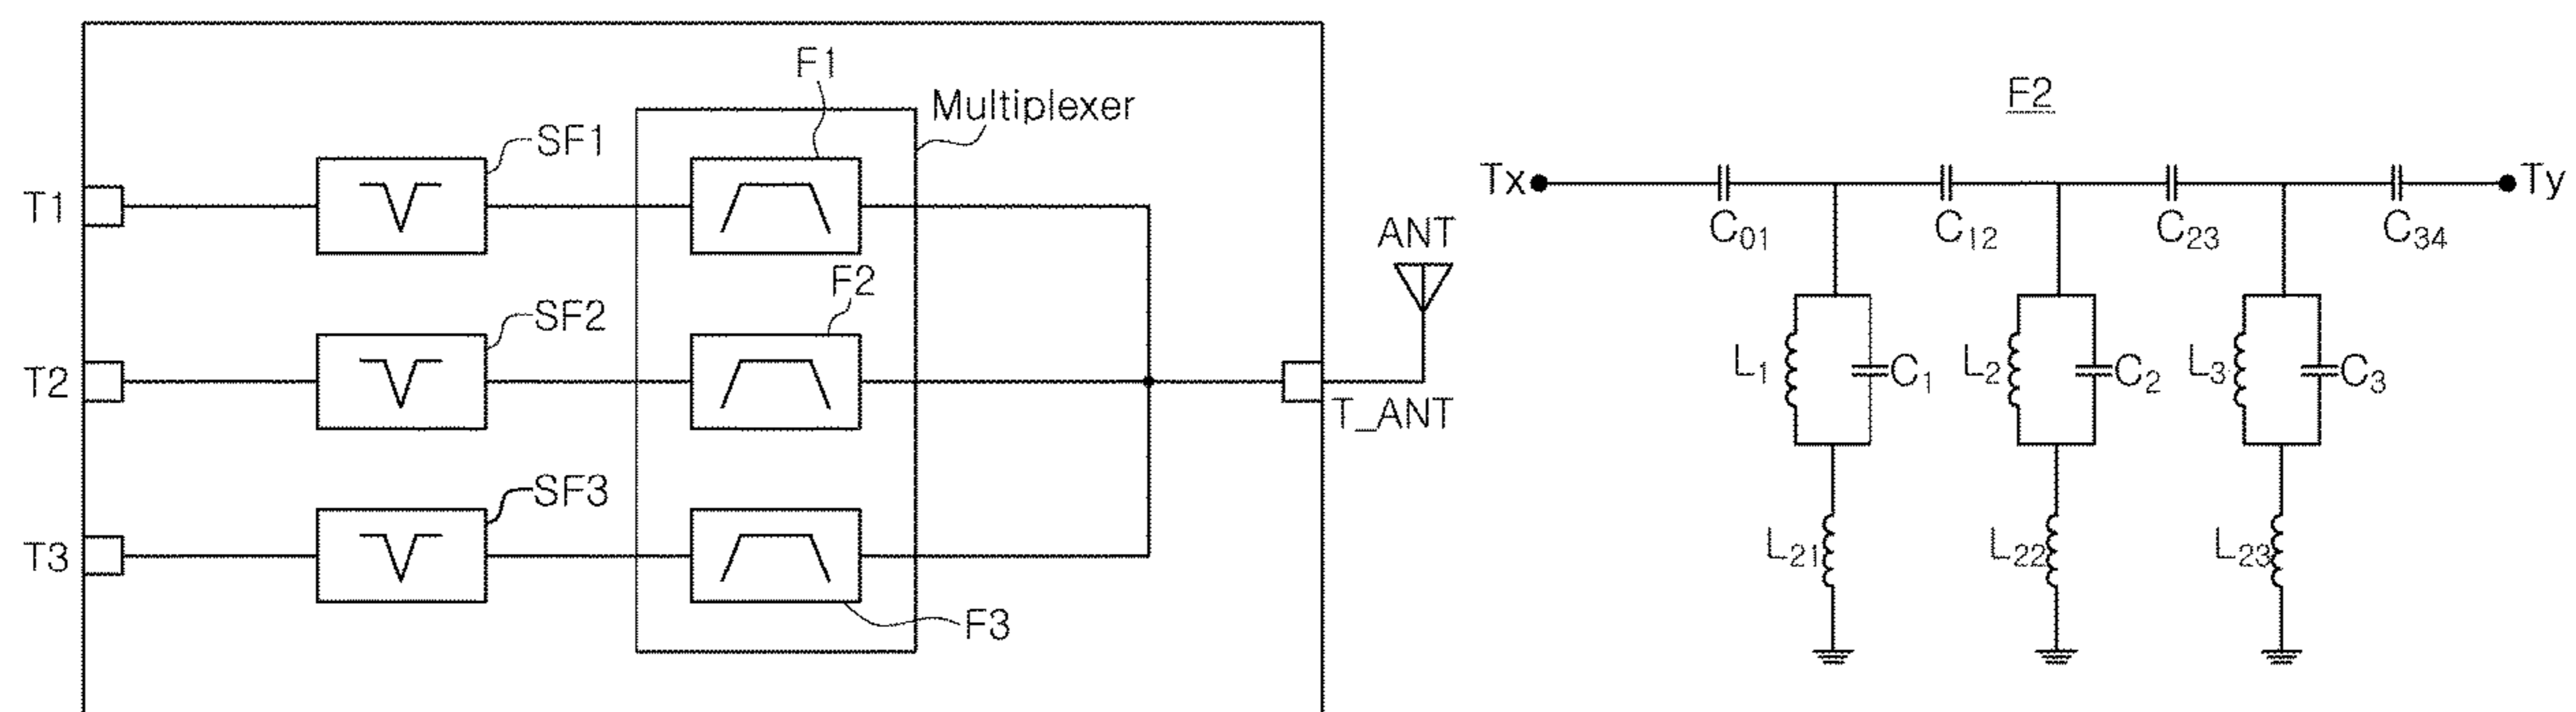 F1
Multiplexer
SF1
T1
F2
SF2
T2
SF3
T3
F3
ANT
T_ANT
F2
Tx
Ty
C01
C12
C23
C34
L1
C1
L2
C2
L3
C3
L21
L22
L23